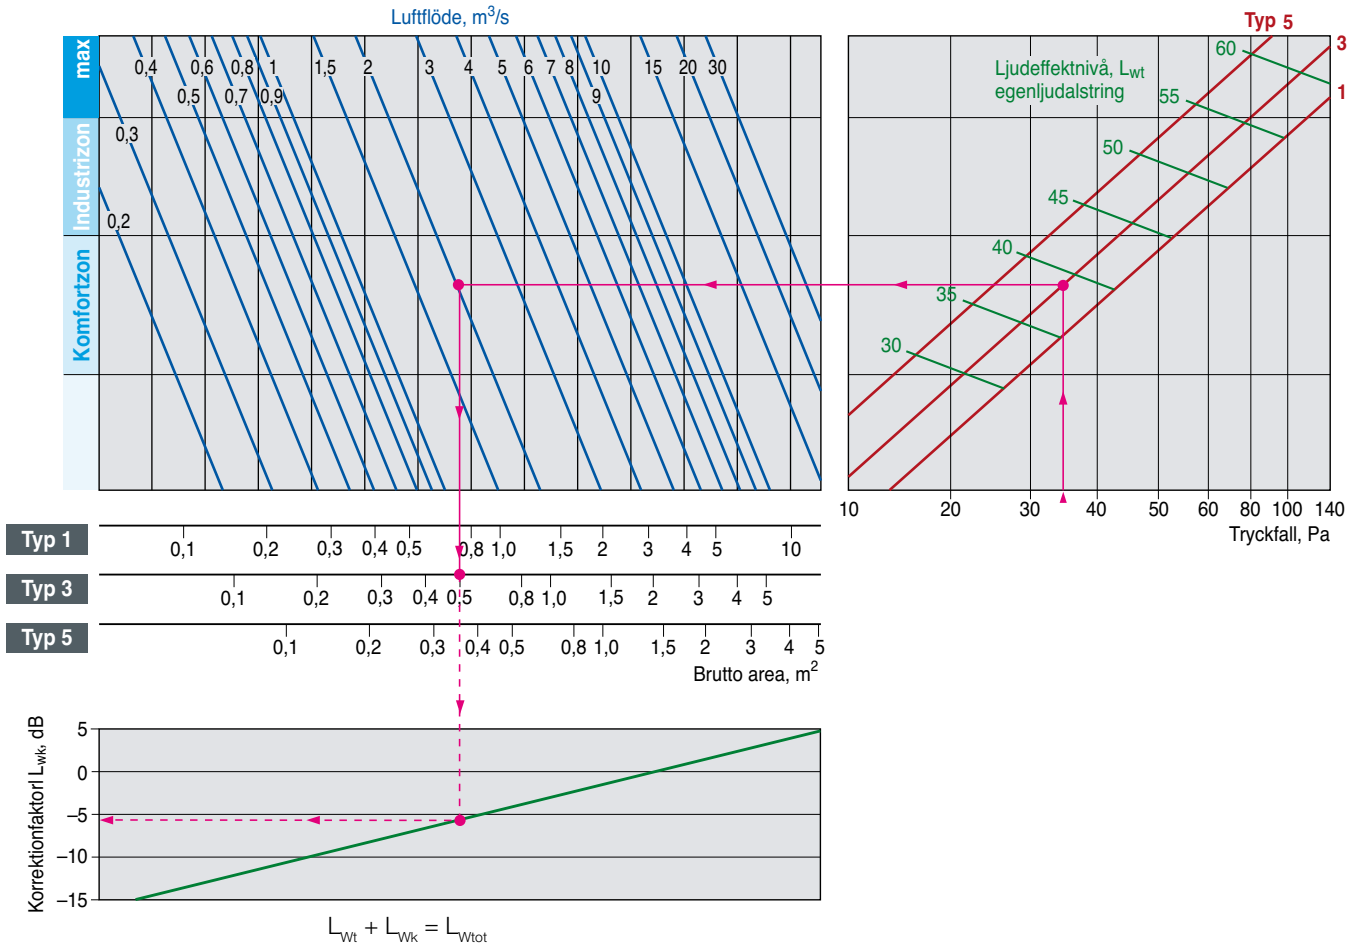 Luftflöde, m3/s
Typ 5
max
Industrizon
Komfortzon
0,4 0,6 0,8 1 1,5 2 3 4 5 6 7 8 10 15 20 30
0,5 0,7 0,9 9
0,3
0,2
Ljudeffektnivå, Lwt
egenljudalstring
60
55
50
45
40
35
30
3
1
10 20 30 40 50 60 80 100 140
Tryckfall, Pa
Typ 1
0,1 0,2 0,3 0,4 0,5 0,8 1,0 1,5 2 3 4 5 10
Typ 3
0,1 0,2 0,3 0,4 0,5 0,8 1,0 1,5 2 3 4 5
Typ 5
0,1 0,2 0,3 0,4 0,5 0,8 1,0 1,5 2 3 4 5
Brutto area, m2
Korrektionfaktorl Lwk, dB
5
0
–5
–10
–15
LWt + LWk = LWtot